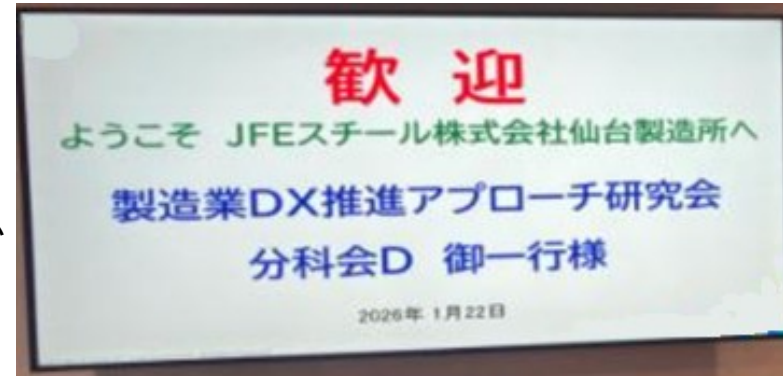 歓 迎
ようこそ JFEスチール株式会社仙台製造所へ
製造業DX推進アプローチ研究会
分科会D 御一行様
2026年 1月22日